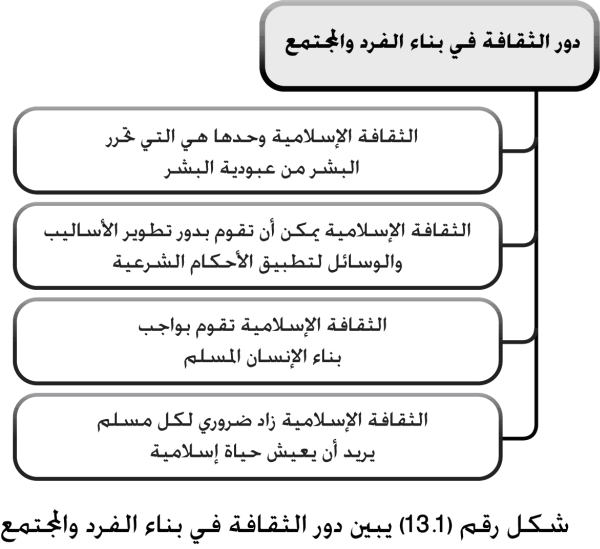 دور الثقافة في بناء الفرد والمجتمع
الثقافة الإسلامية وحدها هي التي تحرر
البشر من عبودية البشر
الثقافة الإسلامية يمكن أن تقوم بدور تطوير الأساليب
والوسائل لتطبيق الأحكام الشرعية
الثقافة الإسلامية تقوم بواجب
بناء الإنسان المسلم
الثقافة الإسلامية زاد ضروري لكل مسلم
يريد أن يعيش حياة إسلامية
شكل رقم (13.1) يبين دور الثقافة في بناء الفرد والمجتمع